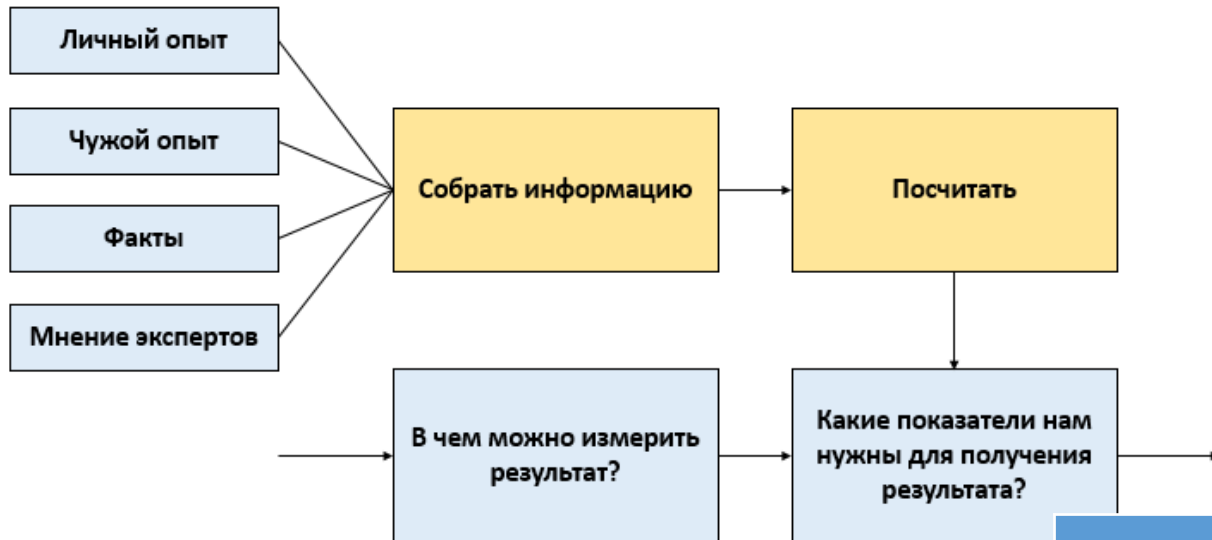 Личный опыт
Чужой опыт
Факты
Мнение экспертов
Собрать информацию
Посчитать
В чем можно измерить
результат?
Какие показатели нам
нужны для получения
результата?